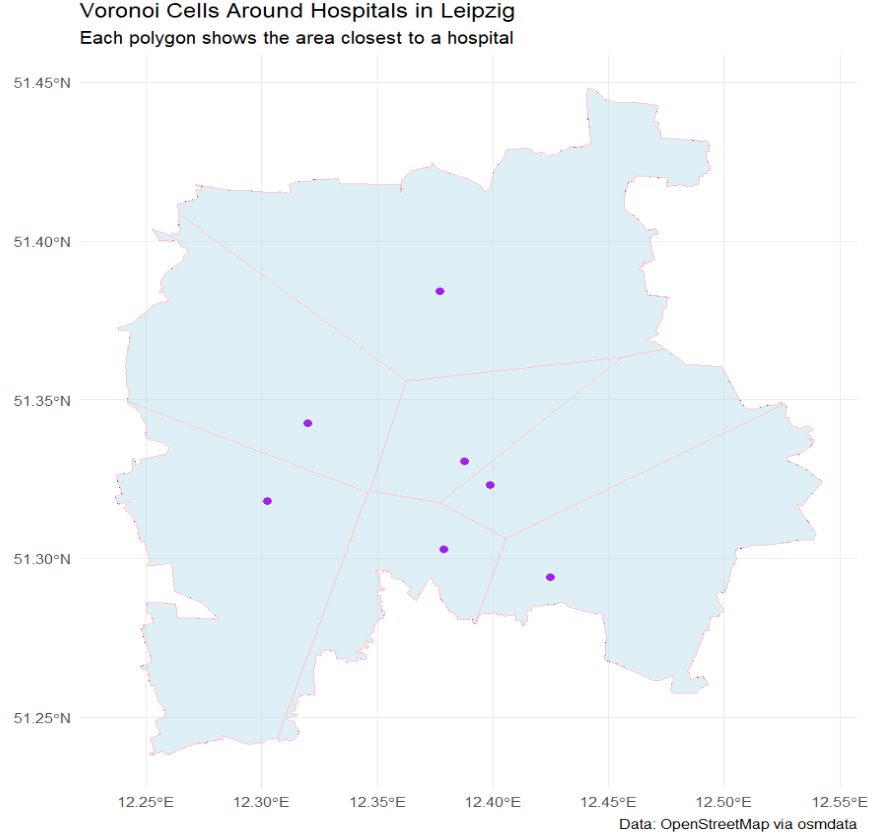 Voronoi Cells Around Hospitals in Leipzig
Each polygon shows the area closest to a hospital
51.45°N
51.40°N
51.35°N
51.30°N
51.25°N
12.25°E 12.30°E 12.35°E 12.40°E 12.45°E 12.50°E 12.55°E
Data: OpenStreetMap via osmdata